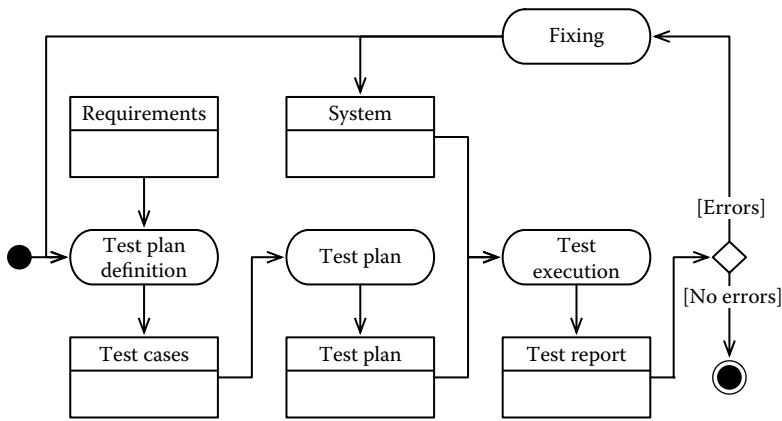 Fixing
Requirements
System
[Errors]
Test plan
definition
Test plan
Test
execution
[No errors]
Test cases
Test plan
Test report